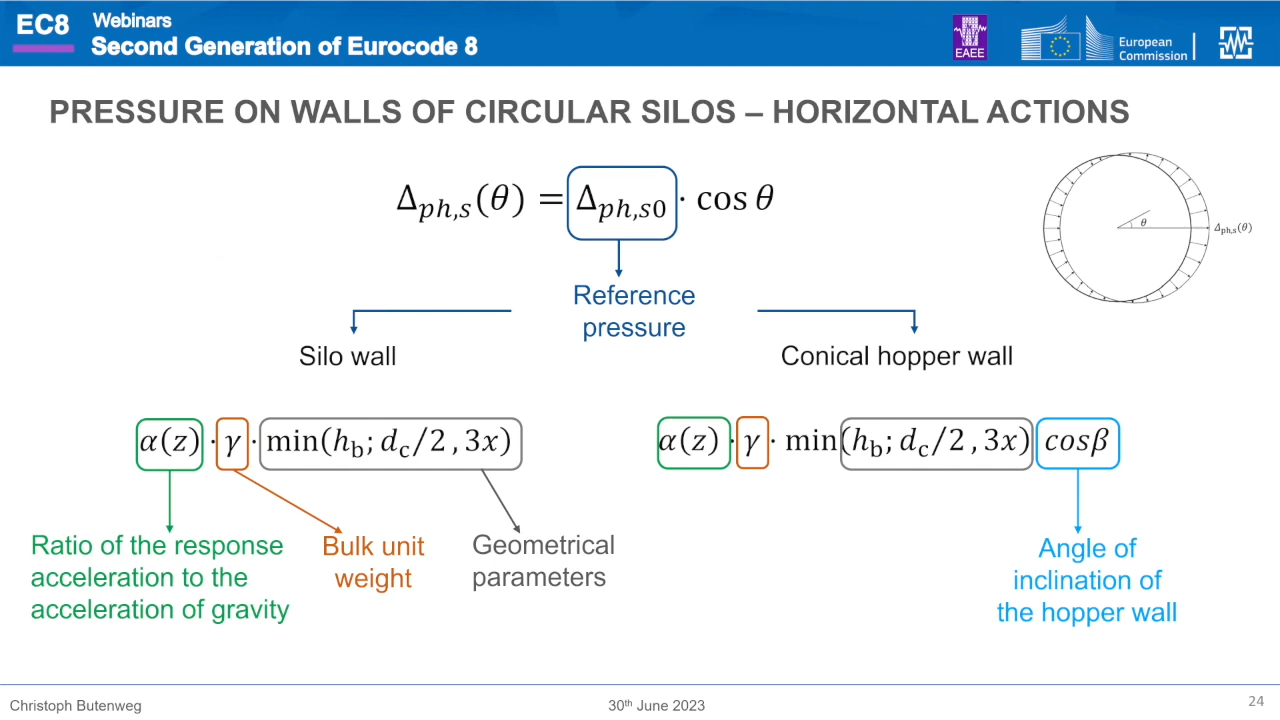 EC8
Webinars
Second Generation of Eurocode 8
EAEE
European
Commission
PRESSURE ON WALLS OF CIRCULAR SILOS – HORIZONTAL ACTIONS
Δ_{ph,s}(θ) = Δ_{ph,s0} · cos θ
θ
Δ_{ph,s}(θ)
Reference
pressure
Silo wall
Conical hopper wall
α(z) · γ · min(h_b; d_c/2 , 3x)
α(z) · γ · min(h_b; d_c/2 , 3x) cosβ
Ratio of the response
acceleration to the
acceleration of gravity
Bulk unit
weight
Geometrical
parameters
Angle of
inclination of
the hopper wall
Christoph Butenweg
30th June 2023
24